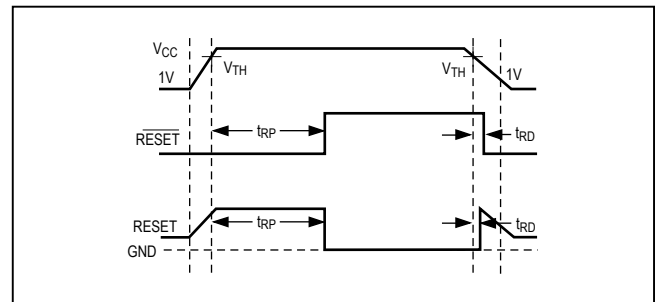 VCC
1V
VTH
VTH
1V
RESET
tRP
tRD
RESET
tRP
tRD
GND